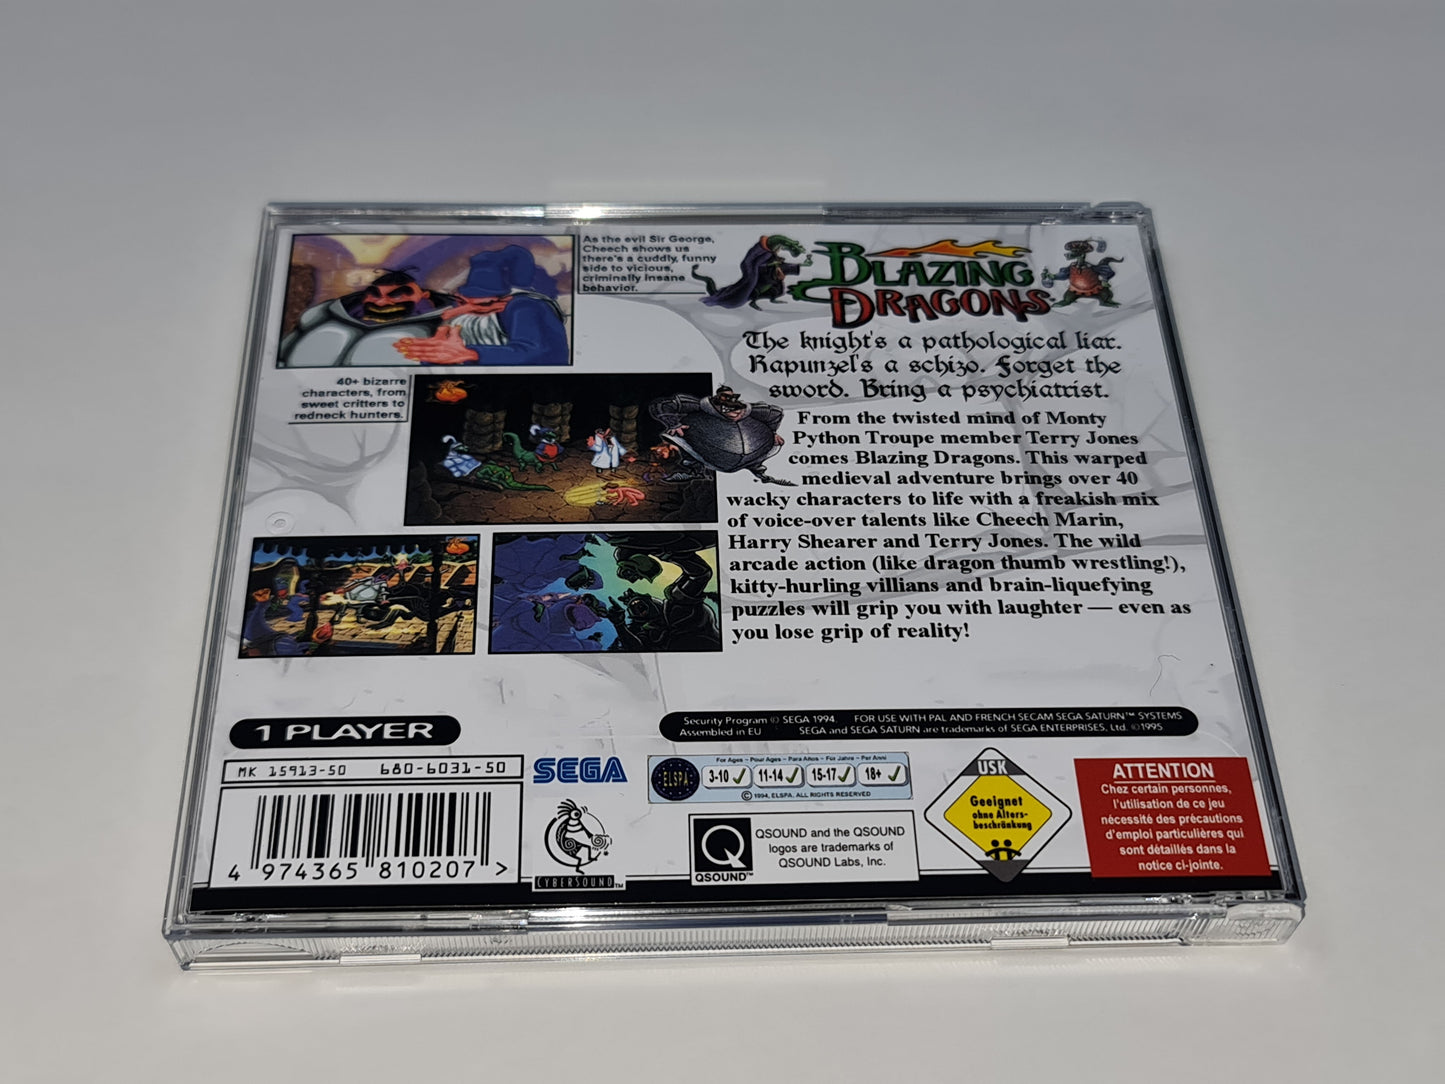 As the evil Sir George,
Cheech shows us
there's a cuddly, funny
side to vicious,
criminally insane
behavior.
BLAZING
DRAGONS
The knight's a pathological liar.
Rapunzel's a schizo. Forget the
sword. Bring a psychiatrist.
40+ bizarre
characters, from
sweet critters to
redneck hunters.
From the twisted mind of Monty
Python Troupe member Terry Jones
comes Blazing Dragons. This warped
medieval adventure brings over 40
wacky characters to life with a freakish mix
of voice-over talents like Cheech Marin,
Harry Shearer and Terry Jones. The wild
arcade action (like dragon thumb wrestling!),
kitty-hurling villians and brain-liquefying
puzzles will grip you with laughter — even as
you lose grip of reality!
1 PLAYER
Security Program © SEGA 1994. FOR USE WITH PAL AND FRENCH SECAM SEGA SATURN™ SYSTEMS
Assembled in EU SEGA and SEGA SATURN are trademarks of SEGA ENTERPRISES, Ltd. ©1995
MK 15913-50 680-6031-50
4 974365 810207 >
SEGA
CYBERSOUND™
ELSPA
For Ages – Pour Ages – Para Años – Für Jahre – Per Anni
3-10 ✓ 11-14 ✓ 15-17 ✓ 18+ ✓
© 1994, ELSPA. ALL RIGHTS RESERVED
Q
QSOUND™
QSOUND and the QSOUND
logos are trademarks of
QSOUND Labs, Inc.
USK
Geeignet
ohne Alters-
beschränkung
ATTENTION
Chez certain personnes,
l'utilisation de ce jeu
nécessité des précautions
d'emploi particulières qui
sont détaillés dans la
notice ci-jointe.